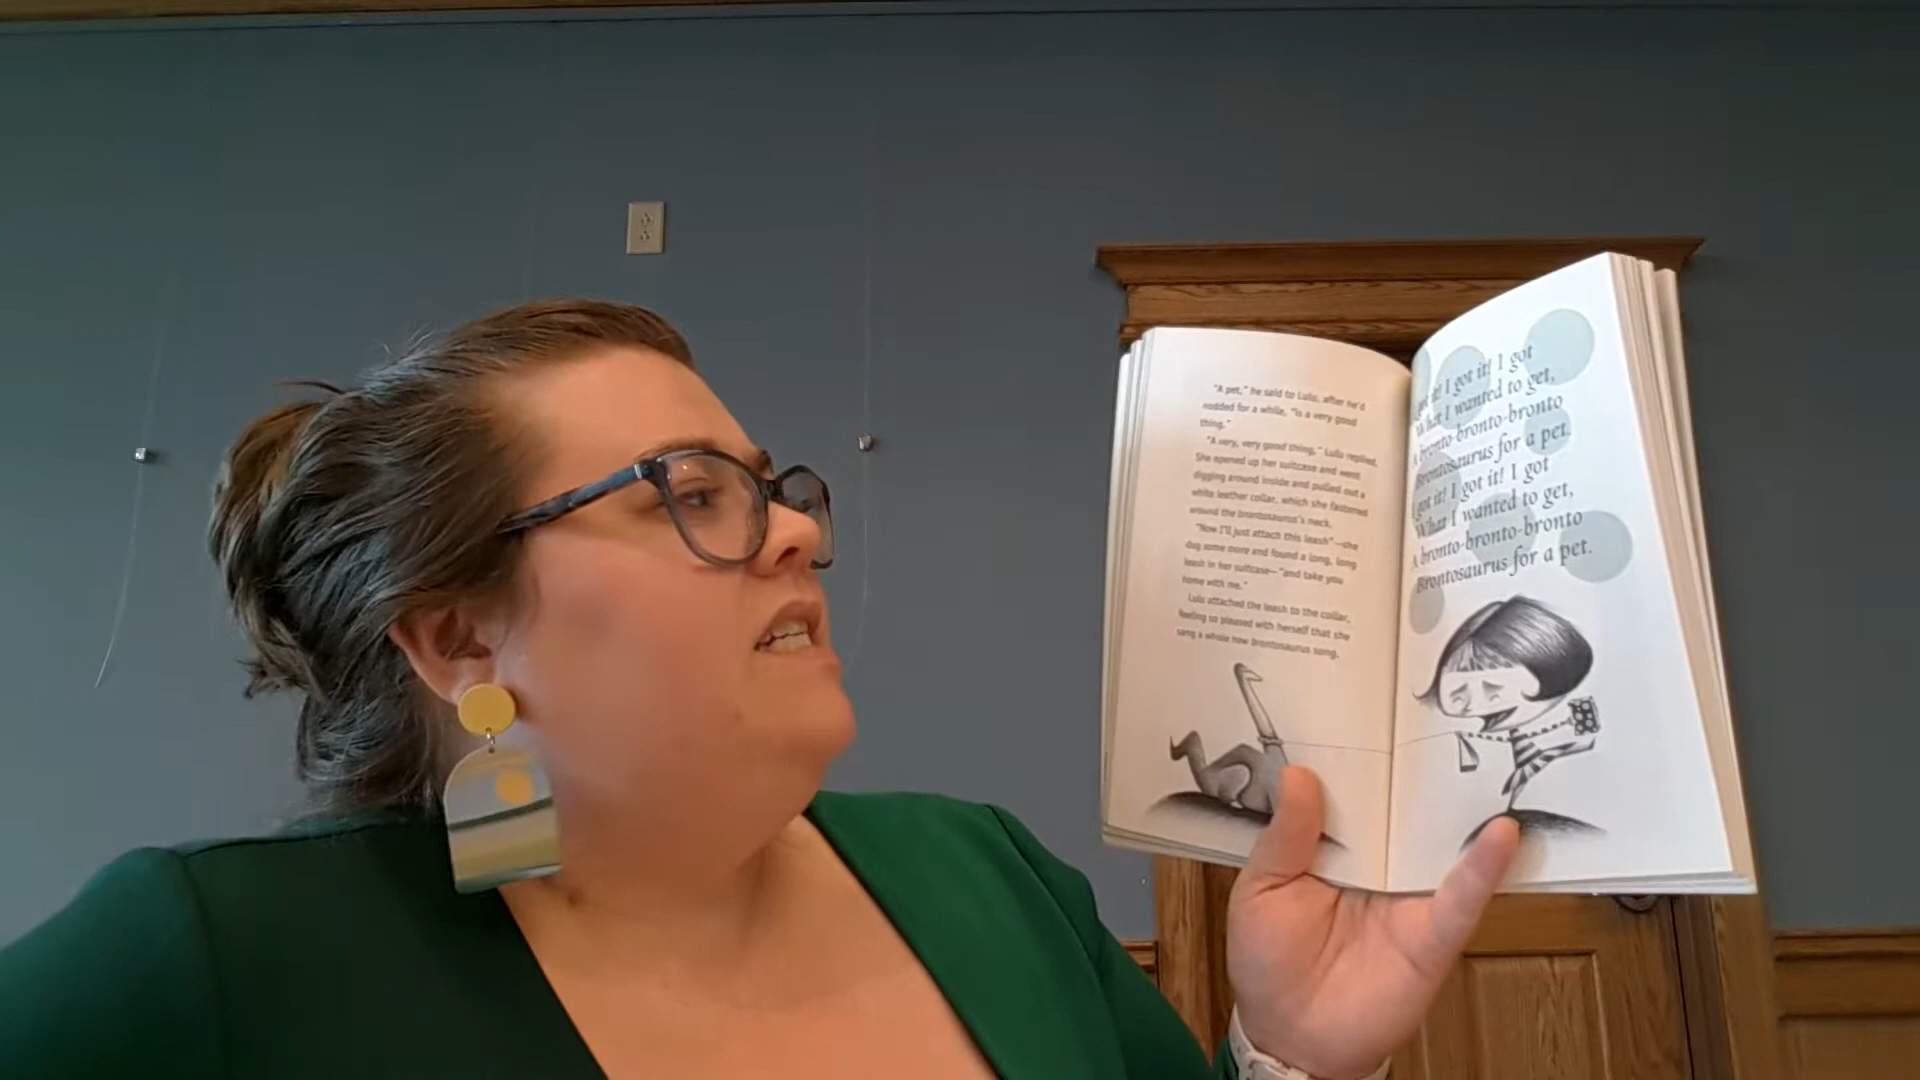 "A pet," he said to Lulu, after he'd
nodded for a while, "is a very good
thing."
"A very, very good thing," Lulu replied.
She opened up her suitcase and went
digging around inside and pulled out a
white leather collar, which she fastened
around the brontosaurus's neck.
"Now I'll just attach this leash"—she
dug some more and found a long, long
leash in her suitcase—"and take you
home with me."
Lulu attached the leash to the collar,
feeling so pleased with herself that she
sang a whole new brontosaurus song.
got it! I got it! I got
What I wanted to get,
A bronto-bronto-bronto
Brontosaurus for a pet.
I got it! I got it! I got
What I wanted to get,
A bronto-bronto-bronto
Brontosaurus for a pet.